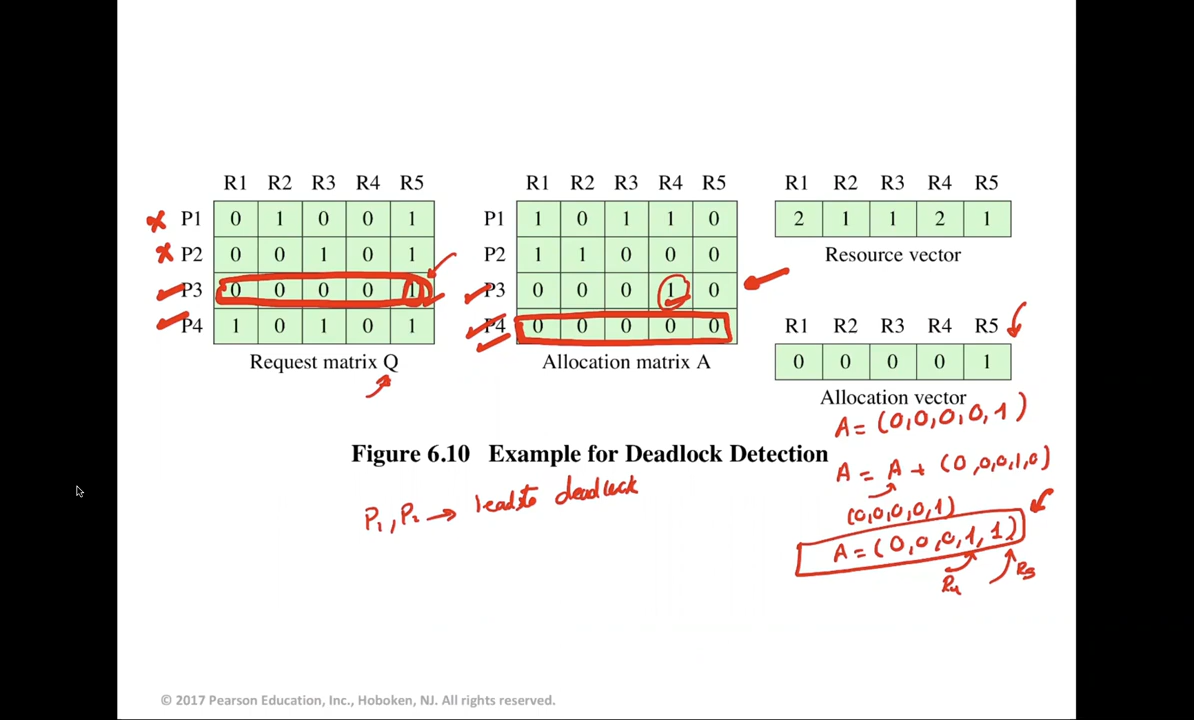 R1 R2 R3 R4 R5
P1 0 1 0 0 1
P2 0 0 1 0 1
P3 0 0 0 0 1
P4 1 0 1 0 1
Request matrix Q
R1 R2 R3 R4 R5
P1 1 0 1 1 0
P2 1 1 0 0 0
P3 0 0 0 1 0
P4 0 0 0 0 0
Allocation matrix A
R1 R2 R3 R4 R5
2 1 1 2 1
Resource vector
R1 R2 R3 R4 R5
0 0 0 0 1
Allocation vector
A = (0,0,0,0,1)
A = A + (0,0,0,1,0)
(0,0,0,0,1)
A = (0,0,0,1,1)
R4 R5
Figure 6.10 Example for Deadlock Detection
P1, P2 → leads to deadlock
© 2017 Pearson Education, Inc., Hoboken, NJ. All rights reserved.